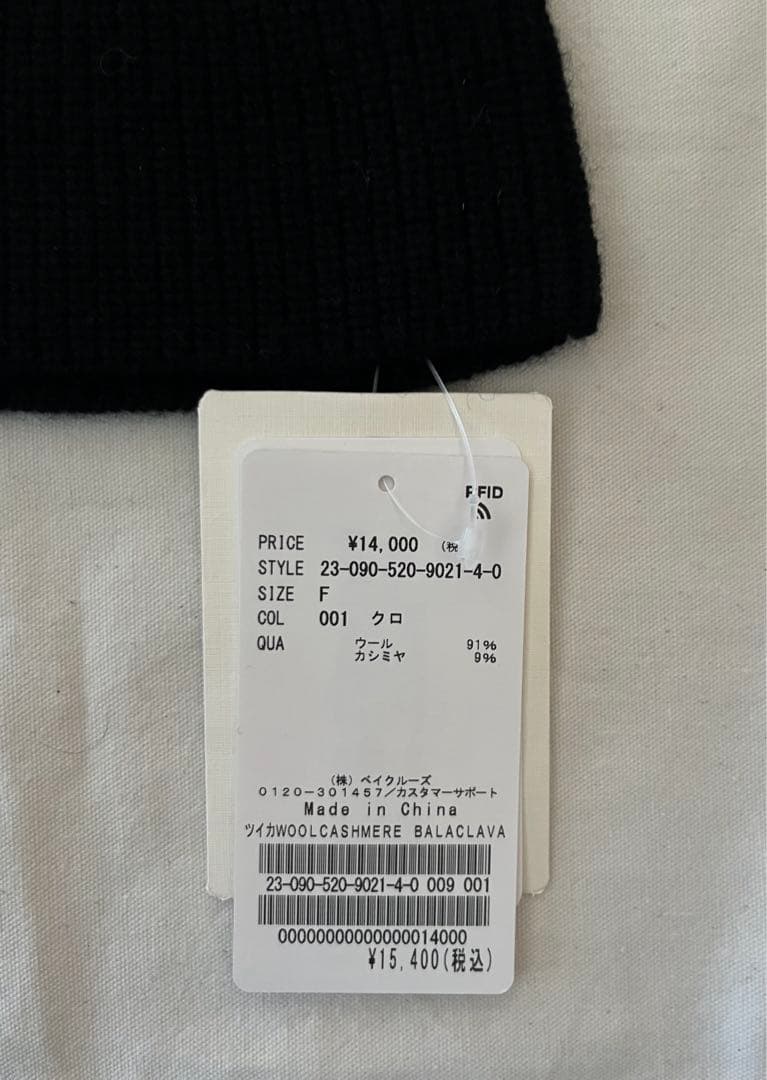 RFID
PRICE ¥14,000 (税
STYLE 23-090-520-9021-4-0
SIZE F
COL 001 クロ
QUA ウール 91%
カシミヤ 9%
(株) ベイクルーズ
0120-301457/カスタマーサポート
Made in China
ツイカWOOLCASHMERE BALACLAVA
23-090-520-9021-4-0 009 001
00000000000000014000
¥15,400(税込)